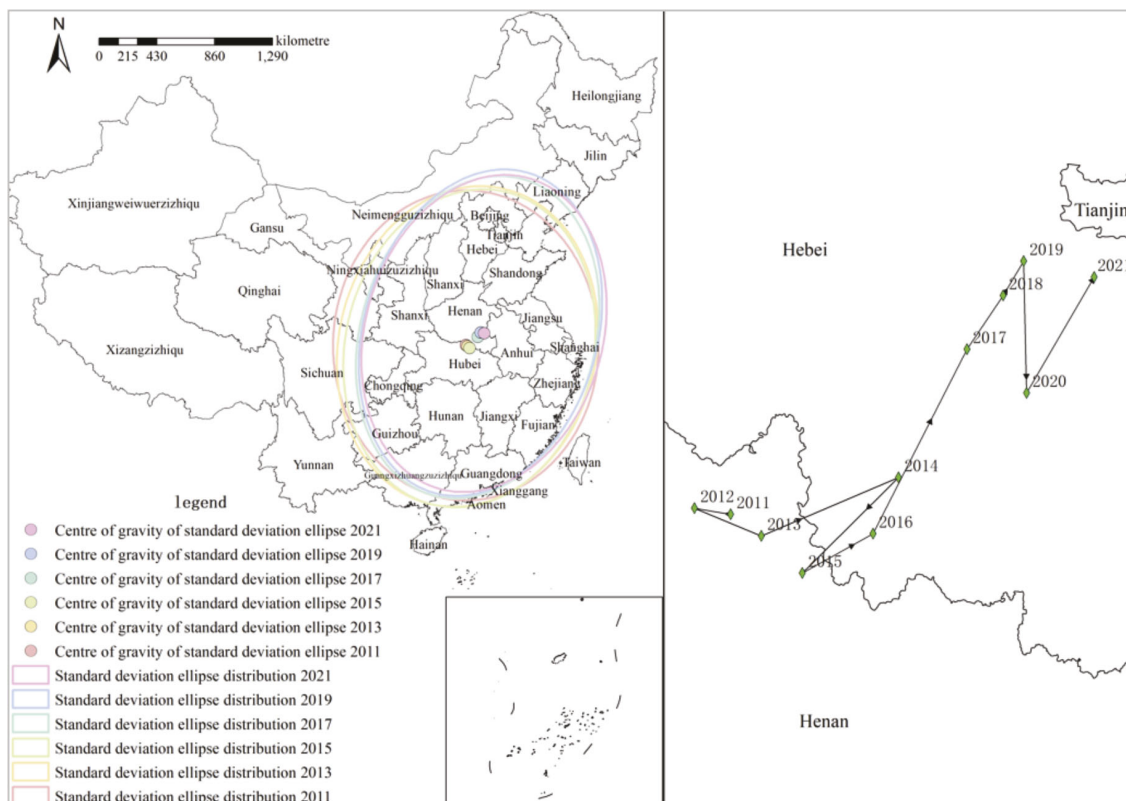 N
kilometre
0 215 430 860 1,290
Heilongjiang
Jilin
Liaoning
Xinjiangweiwuerzizhiqu
Neimengguzizhiqu
Beijing
Gansu
Tianjin
Hebei
Ningxiahuizuzizhiqu
Shandong
Shanxi
Qinghai
Henan
Shanxi
Jiangsu
Xizangzizhiqu
Anhui
Shanghai
Hubei
Sichuan
Chongqing
Zhejiang
Hunan
Jiangxi
Fujian
Guizhou
Yunnan
Guangxizhuangzuzizhiqu
Guangdong
Taiwan
Xianggang
Aomen
Hainan
legend
Centre of gravity of standard deviation ellipse 2021
Centre of gravity of standard deviation ellipse 2019
Centre of gravity of standard deviation ellipse 2017
Centre of gravity of standard deviation ellipse 2015
Centre of gravity of standard deviation ellipse 2013
Centre of gravity of standard deviation ellipse 2011
Standard deviation ellipse distribution 2021
Standard deviation ellipse distribution 2019
Standard deviation ellipse distribution 2017
Standard deviation ellipse distribution 2015
Standard deviation ellipse distribution 2013
Standard deviation ellipse distribution 2011
Tianjin
Hebei
2019
2021
2018
2017
2020
2014
2012
2011
2013
2016
2015
Henan